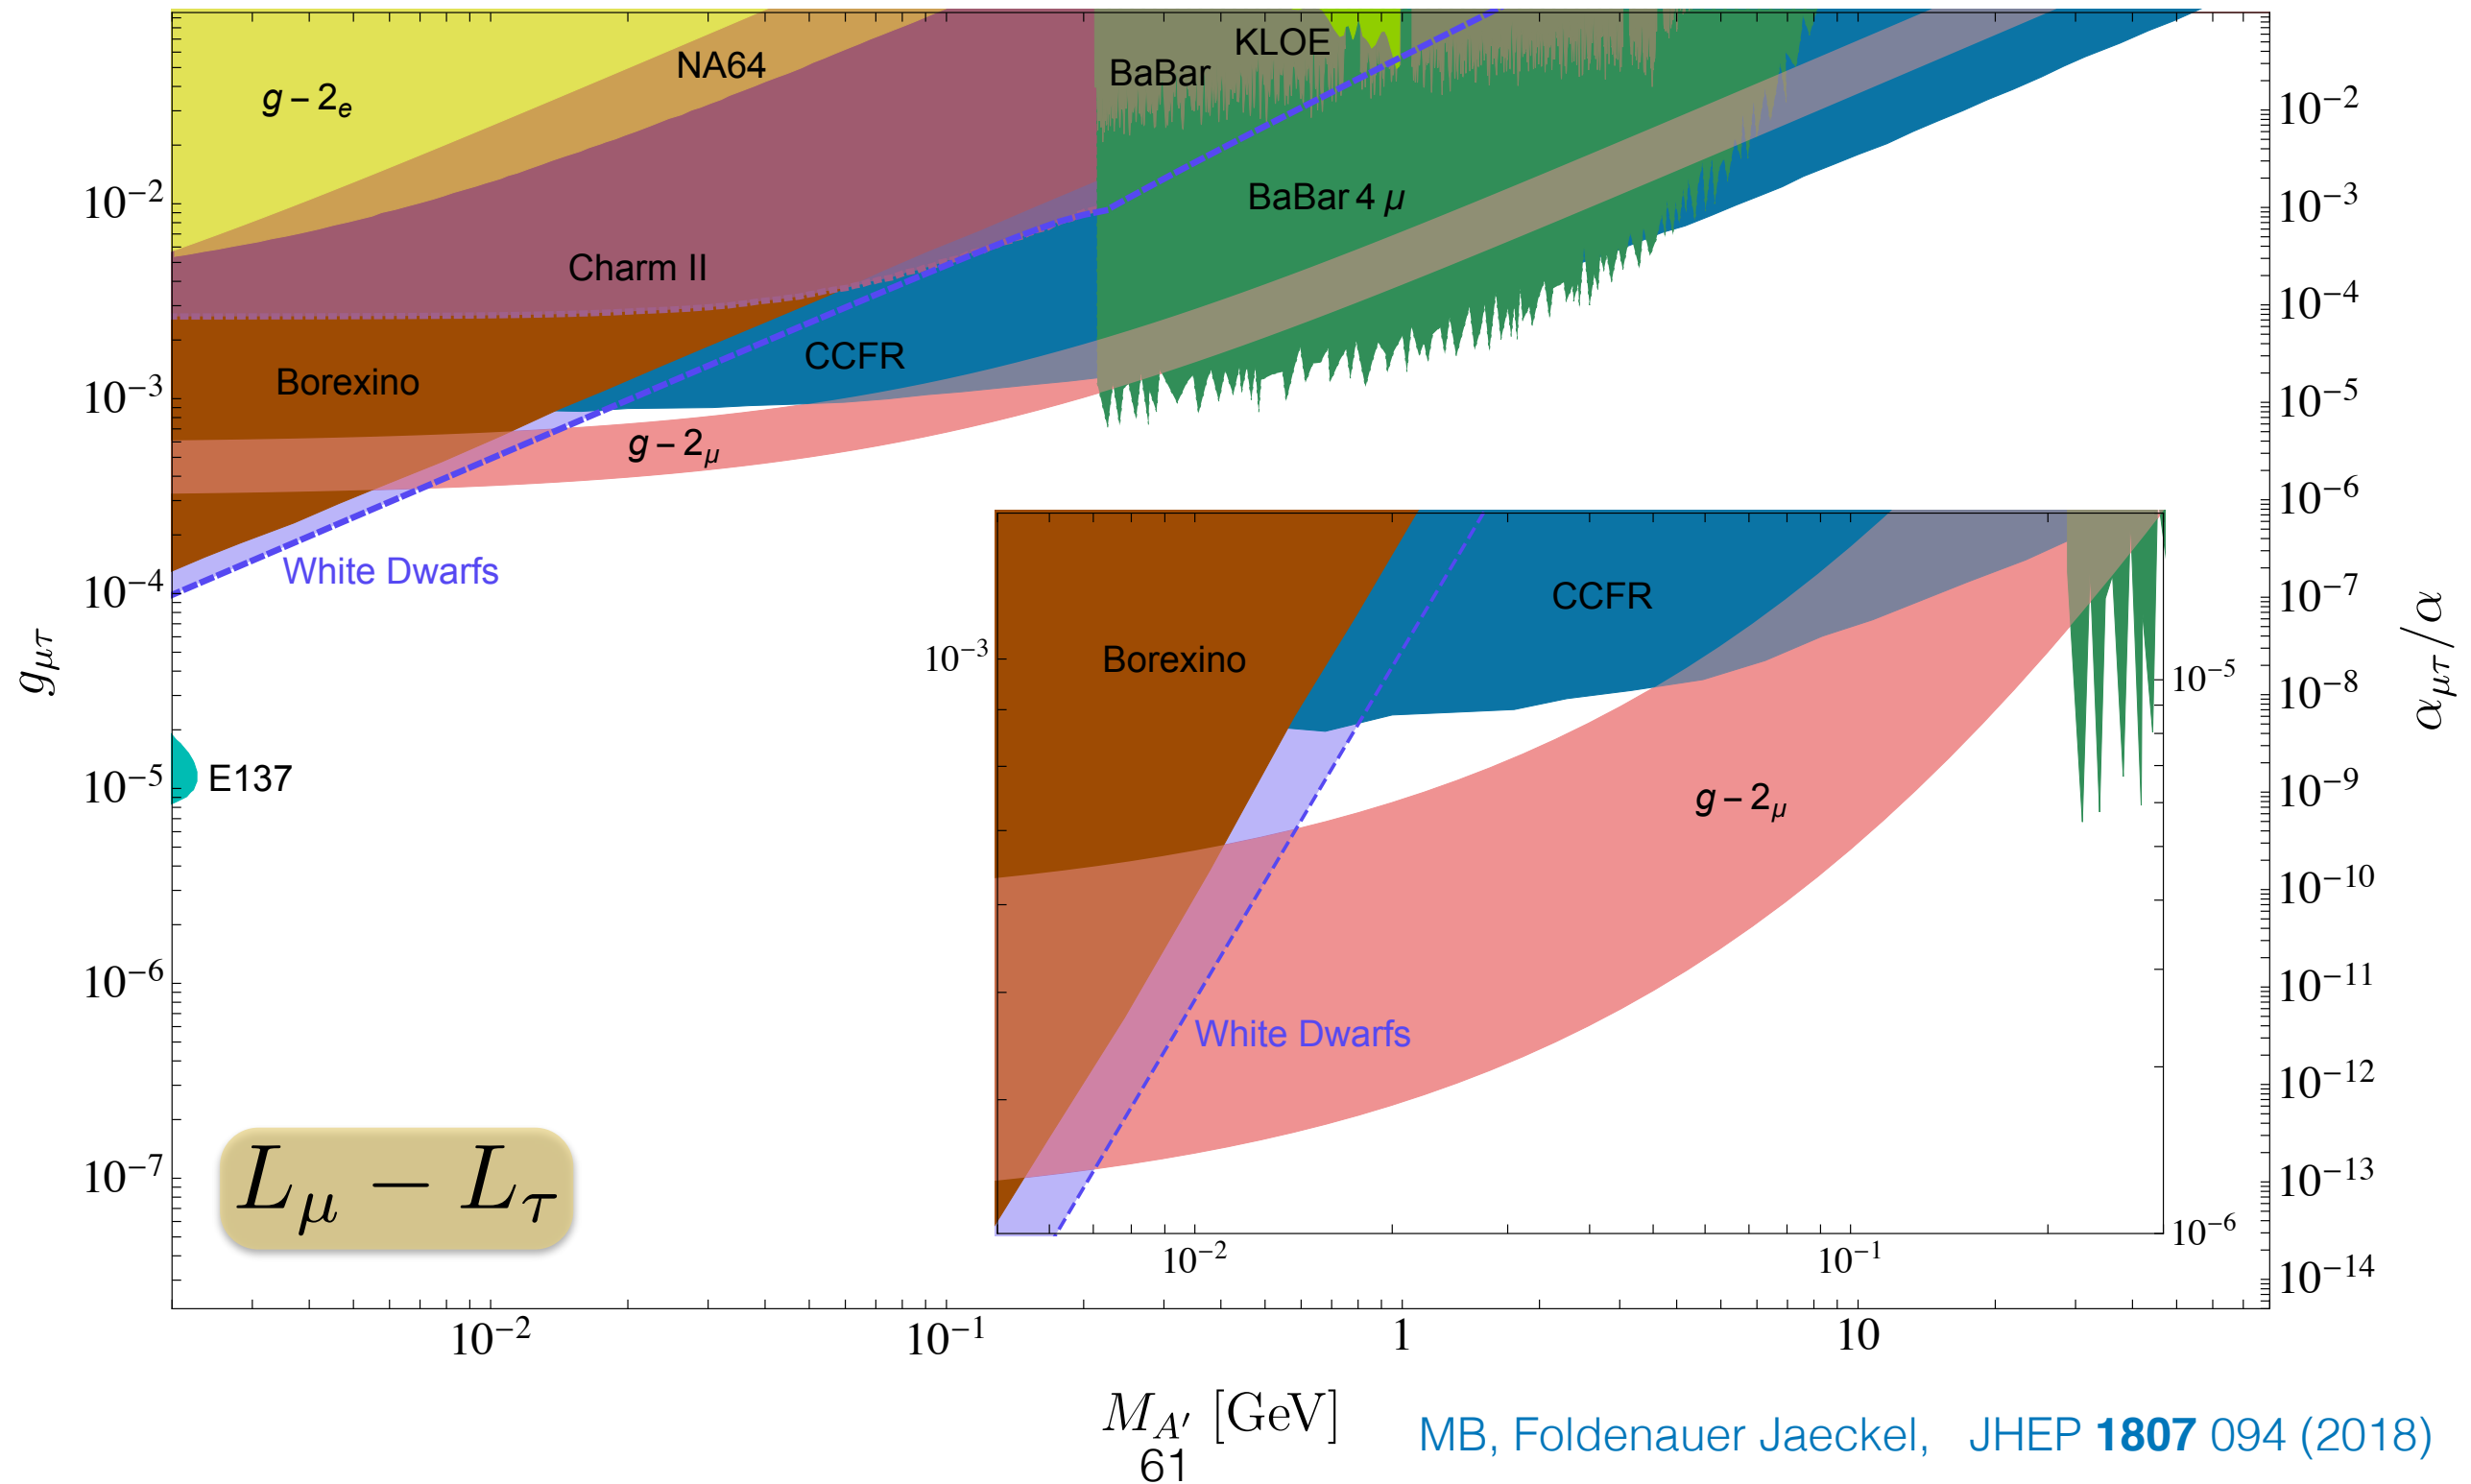 NA64
KLOE
BaBar
g – 2e
10−2
10−2
BaBar 4 μ
10−3
Charm II
10−4
CCFR
Borexino
10−3
10−5
g – 2μ
10−6
White Dwarfs
10−4
10−7
CCFR
gμτ
αμτ/α
10−3
Borexino
10−5
10−8
E137
10−5
10−9
g – 2μ
10−10
10−6
10−11
White Dwarfs
10−12
Lμ − Lτ
10−7
10−13
10−6
10−2
10−1
10−14
10−2
10−1
1
10
MA′ [GeV]
MB, Foldenauer Jaeckel, JHEP 1807 094 (2018)
61